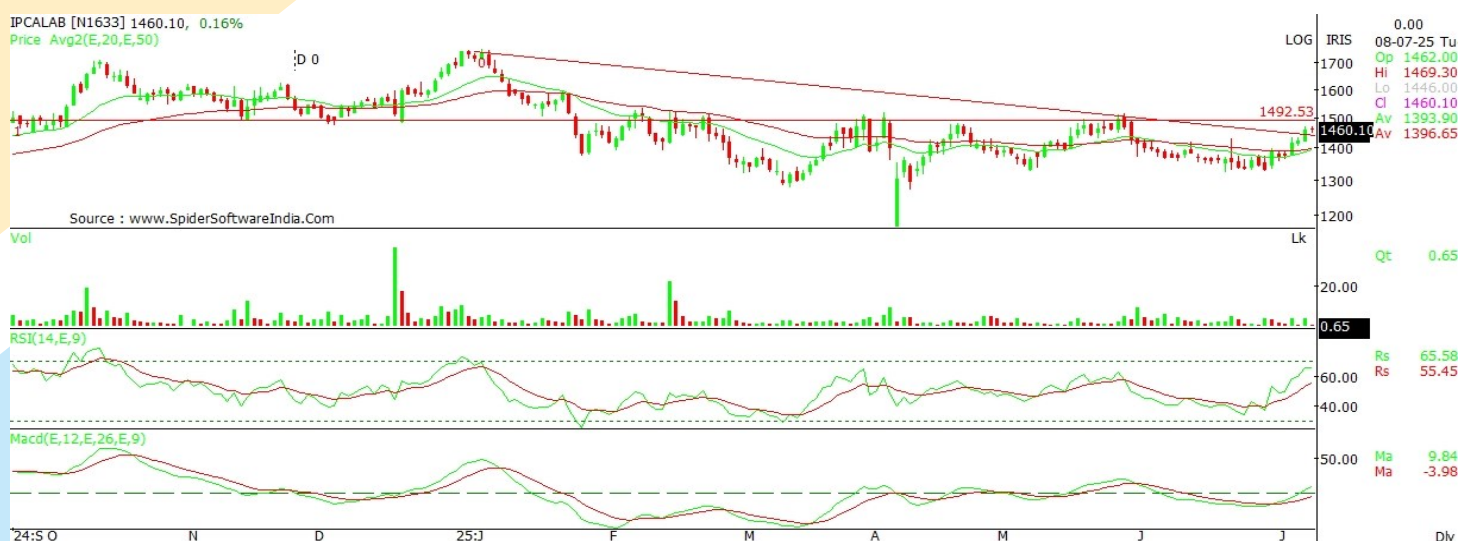 IPCALAB [N1633] 1460.10, 0.16%
Price Avg2(E,20,E,50)
D 0
0
LOG
IRIS
0.00
08-07-25 Tu
Op 1462.00
Hi 1469.30
Lo 1446.00
Cl 1460.10
Av 1393.90
Av 1396.65
1700
1600
1500
1492.53
1460.10
1400
1300
1200
Source : www.SpiderSoftwareIndia.Com
Vol
Lk
Qt 0.65
20.00
0.65
RSI(14,E,9)
Rs 65.58
Rs 55.45
60.00
40.00
Macd(E,12,E,26,E,9)
50.00
Ma 9.84
Ma -3.98
'24:S O N D 25:J F M A M J J Dly